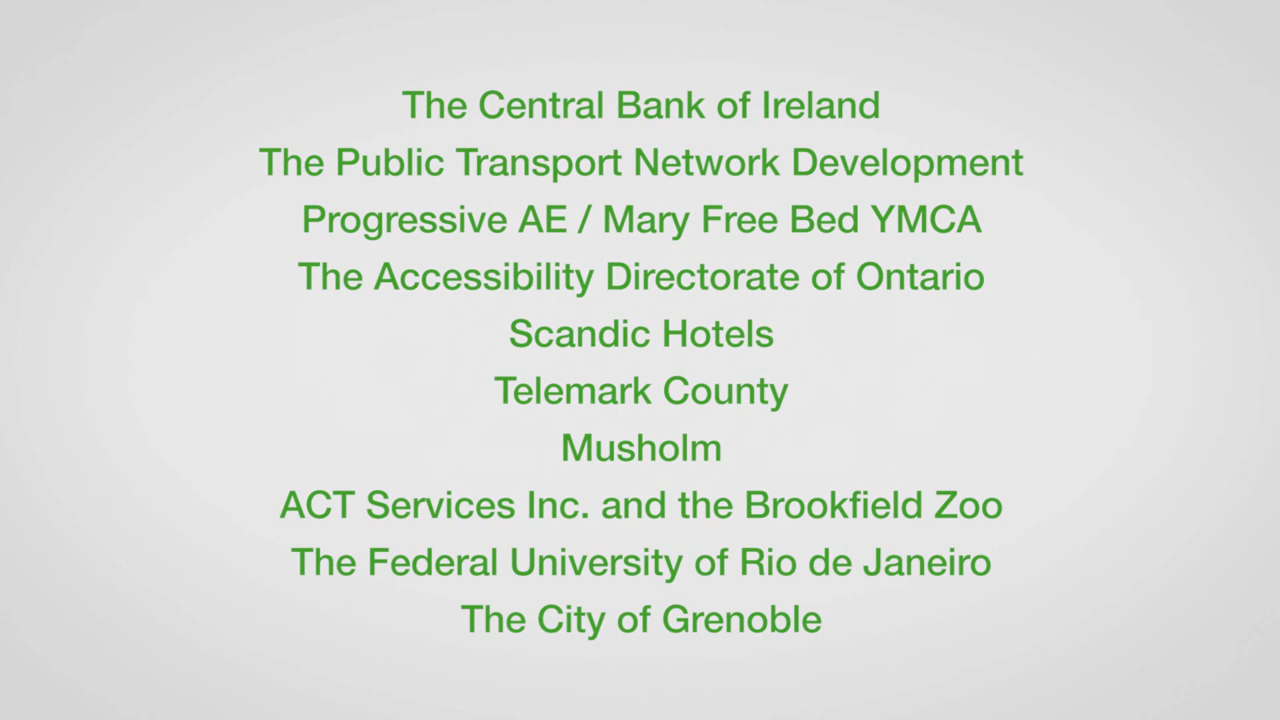 The Central Bank of Ireland
The Public Transport Network Development
Progressive AE / Mary Free Bed YMCA
The Accessibility Directorate of Ontario
Scandic Hotels
Telemark County
Musholm
ACT Services Inc. and the Brookfield Zoo
The Federal University of Rio de Janeiro
The City of Grenoble